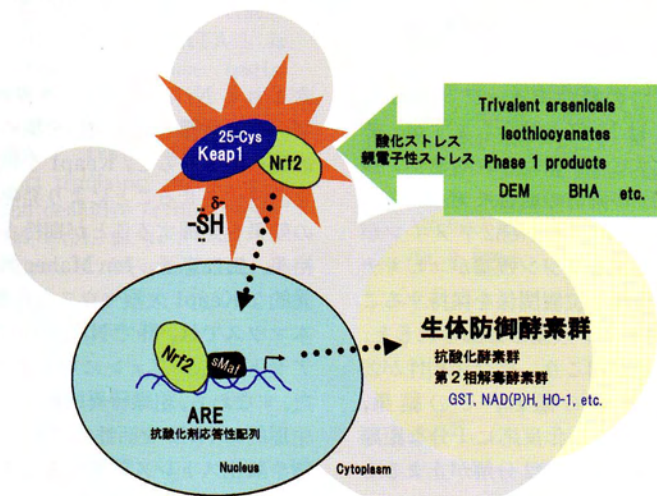 25-Cys
Keap1
Nrf2
δ-
-SH
酸化ストレス
親電子性ストレス
Trivalent arsenicals
Isothiocyanates
Phase 1 products
DEM BHA etc.
Nrf2
sMaf
ARE
抗酸化剤応答性配列
Nucleus
Cytoplasm
生体防御酵素群
抗酸化酵素群
第2相解毒酵素群
GST, NAD(P)H, HO-1, etc.